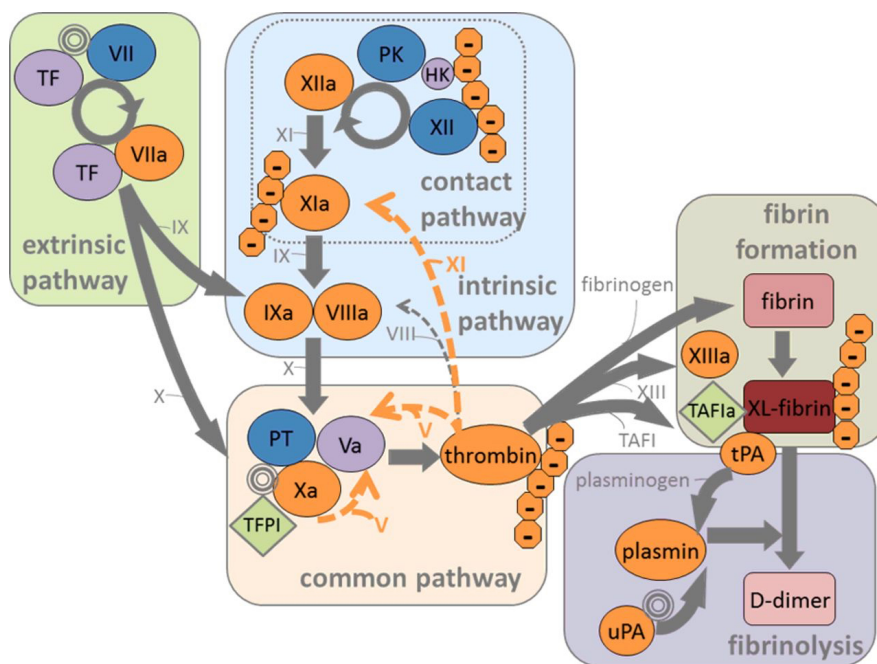 TF
VII
TF
VIIa
IX
extrinsic
pathway
X
PK
HK
-
-
-
-
XIIa
XII
XI
-
-
-
-
XIa
contact
pathway
IX
XI
intrinsic
pathway
IXa
VIIIa
VIII
X
PT
Va
V
thrombin
Xa
TFPI
V
-
-
-
-
common pathway
fibrinogen
XIII
TAFI
fibrin
formation
fibrin
XIIIa
-
-
-
-
-
TAFIa
XL-fibrin
tPA
plasminogen
plasmin
uPA
D-dimer
fibrinolysis